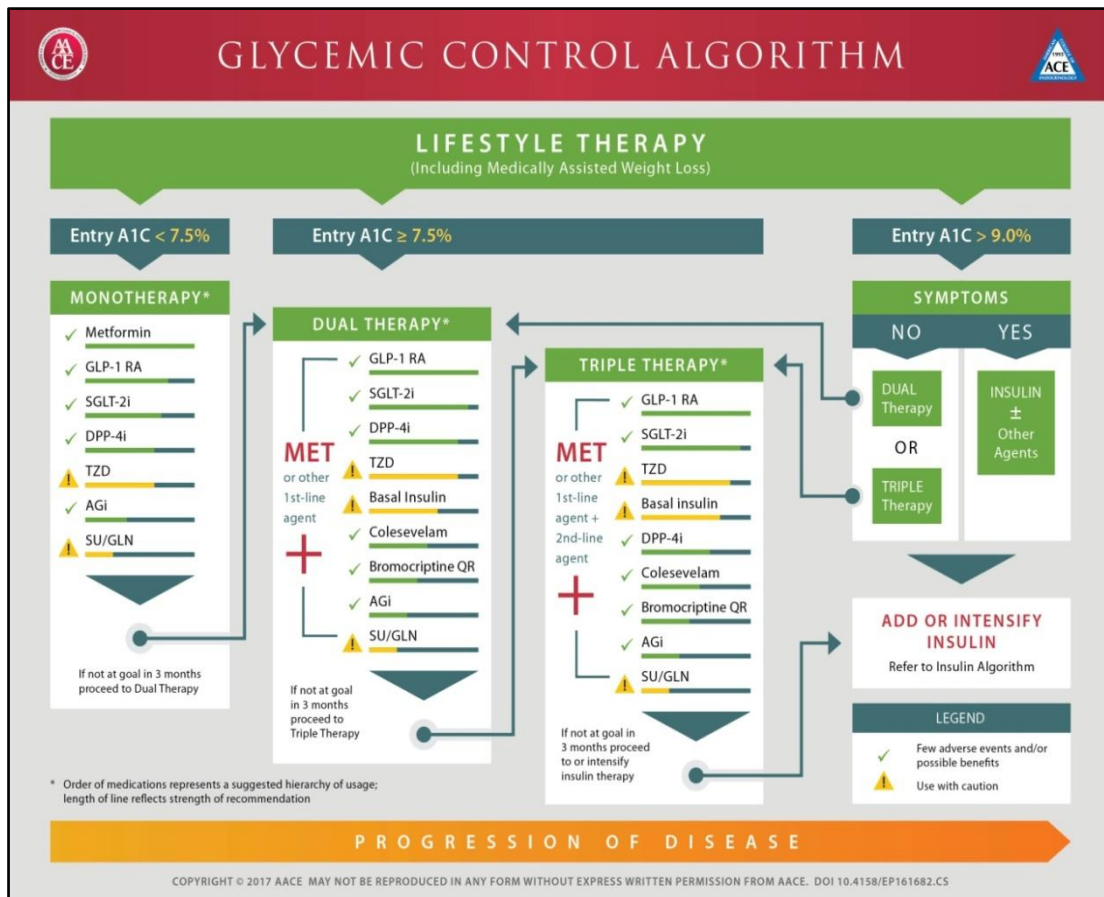 AACE
GLYCEMIC CONTROL ALGORITHM
ACE
LIFESTYLE THERAPY
(Including Medically Assisted Weight Loss)
Entry A1C < 7.5%
MONOTHERAPY*
Metformin
GLP-1 RA
SGLT-2i
DPP-4i
TZD
AGi
SU/GLN
If not at goal in 3 months
proceed to Dual Therapy
Entry A1C ≥ 7.5%
DUAL THERAPY*
MET
or other
1st-line
agent
+
GLP-1 RA
SGLT-2i
DPP-4i
TZD
Basal Insulin
Colesevelam
Bromocriptine QR
AGi
SU/GLN
If not at goal
in 3 months
proceed to
Triple Therapy
TRIPLE THERAPY*
MET
or other
1st-line
agent +
2nd-line
agent
+
GLP-1 RA
SGLT-2i
TZD
Basal insulin
DPP-4i
Colesevelam
Bromocriptine QR
AGi
SU/GLN
If not at goal in
3 months proceed
to or intensify
insulin therapy
Entry A1C > 9.0%
SYMPTOMS
NO
YES
DUAL
Therapy
OR
TRIPLE
Therapy
INSULIN
±
Other
Agents
ADD OR INTENSIFY
INSULIN
Refer to Insulin Algorithm
LEGEND
Few adverse events and/or
possible benefits
Use with caution
* Order of medications represents a suggested hierarchy of usage;
length of line reflects strength of recommendation
PROGRESSION OF DISEASE
COPYRIGHT © 2017 AACE MAY NOT BE REPRODUCED IN ANY FORM WITHOUT EXPRESS WRITTEN PERMISSION FROM AACE. DOI 10.4158/EP161682.CS